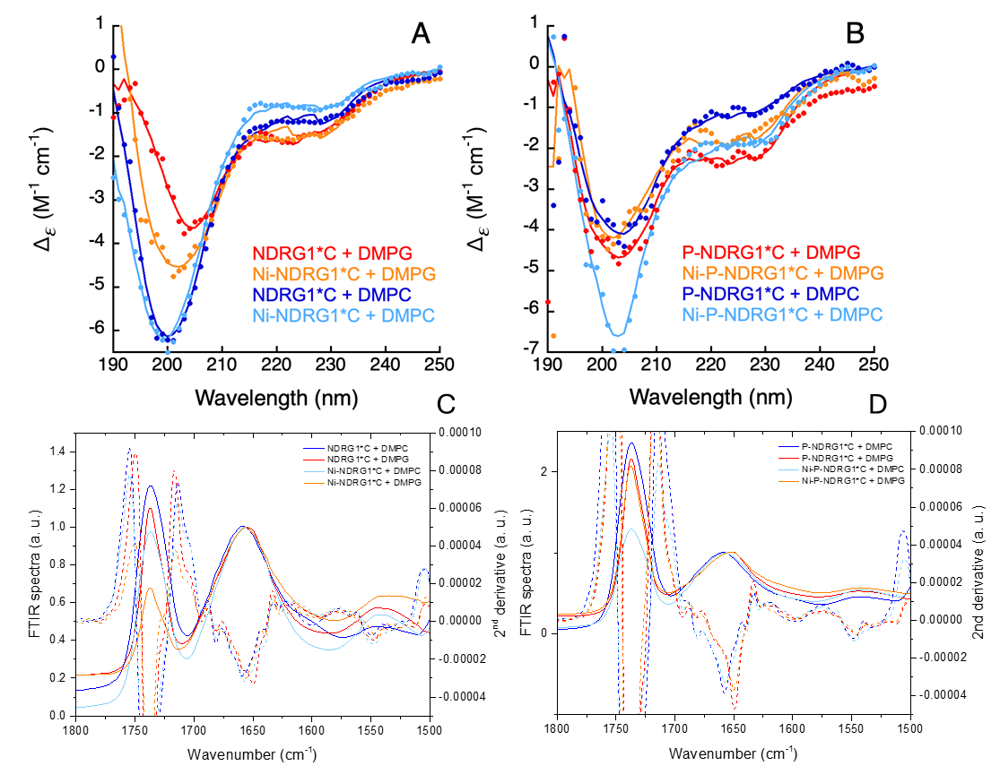 A
1
0
-1
-2
-3
-4
-5
-6
Δε (M⁻¹ cm⁻¹)
NDRG1*C + DMPG
Ni-NDRG1*C + DMPG
NDRG1*C + DMPC
Ni-NDRG1*C + DMPC
190 200 210 220 230 240 250
Wavelength (nm)
B
1
0
-1
-2
-3
-4
-5
-6
-7
Δε (M⁻¹ cm⁻¹)
P-NDRG1*C + DMPG
Ni-P-NDRG1*C + DMPG
P-NDRG1*C + DMPC
Ni-P-NDRG1*C + DMPC
190 200 210 220 230 240 250
Wavelength (nm)
C
1.4
1.2
1.0
0.8
0.6
0.4
0.2
0.0
FTIR spectra (a. u.)
NDRG1*C + DMPC
NDRG1*C + DMPG
Ni-NDRG1*C + DMPC
Ni-NDRG1*C + DMPG
0.00010
0.00008
0.00006
0.00004
0.00002
0.00000
-0.00002
-0.00004
2ⁿᵈ derivative (a. u.)
1800 1750 1700 1650 1600 1550 1500
Wavenumber (cm⁻¹)
D
2
0
FTIR spectra (a. u.)
P-NDRG1*C + DMPC
P-NDRG1*C + DMPG
Ni-P-NDRG1*C + DMPC
Ni-P-NDRG1*C + DMPG
0.00010
0.00008
0.00006
0.00004
0.00002
0.00000
-0.00002
-0.00004
2nd derivative (a. u.)
1800 1750 1700 1650 1600 1550 1500
Wavenumber (cm⁻¹)